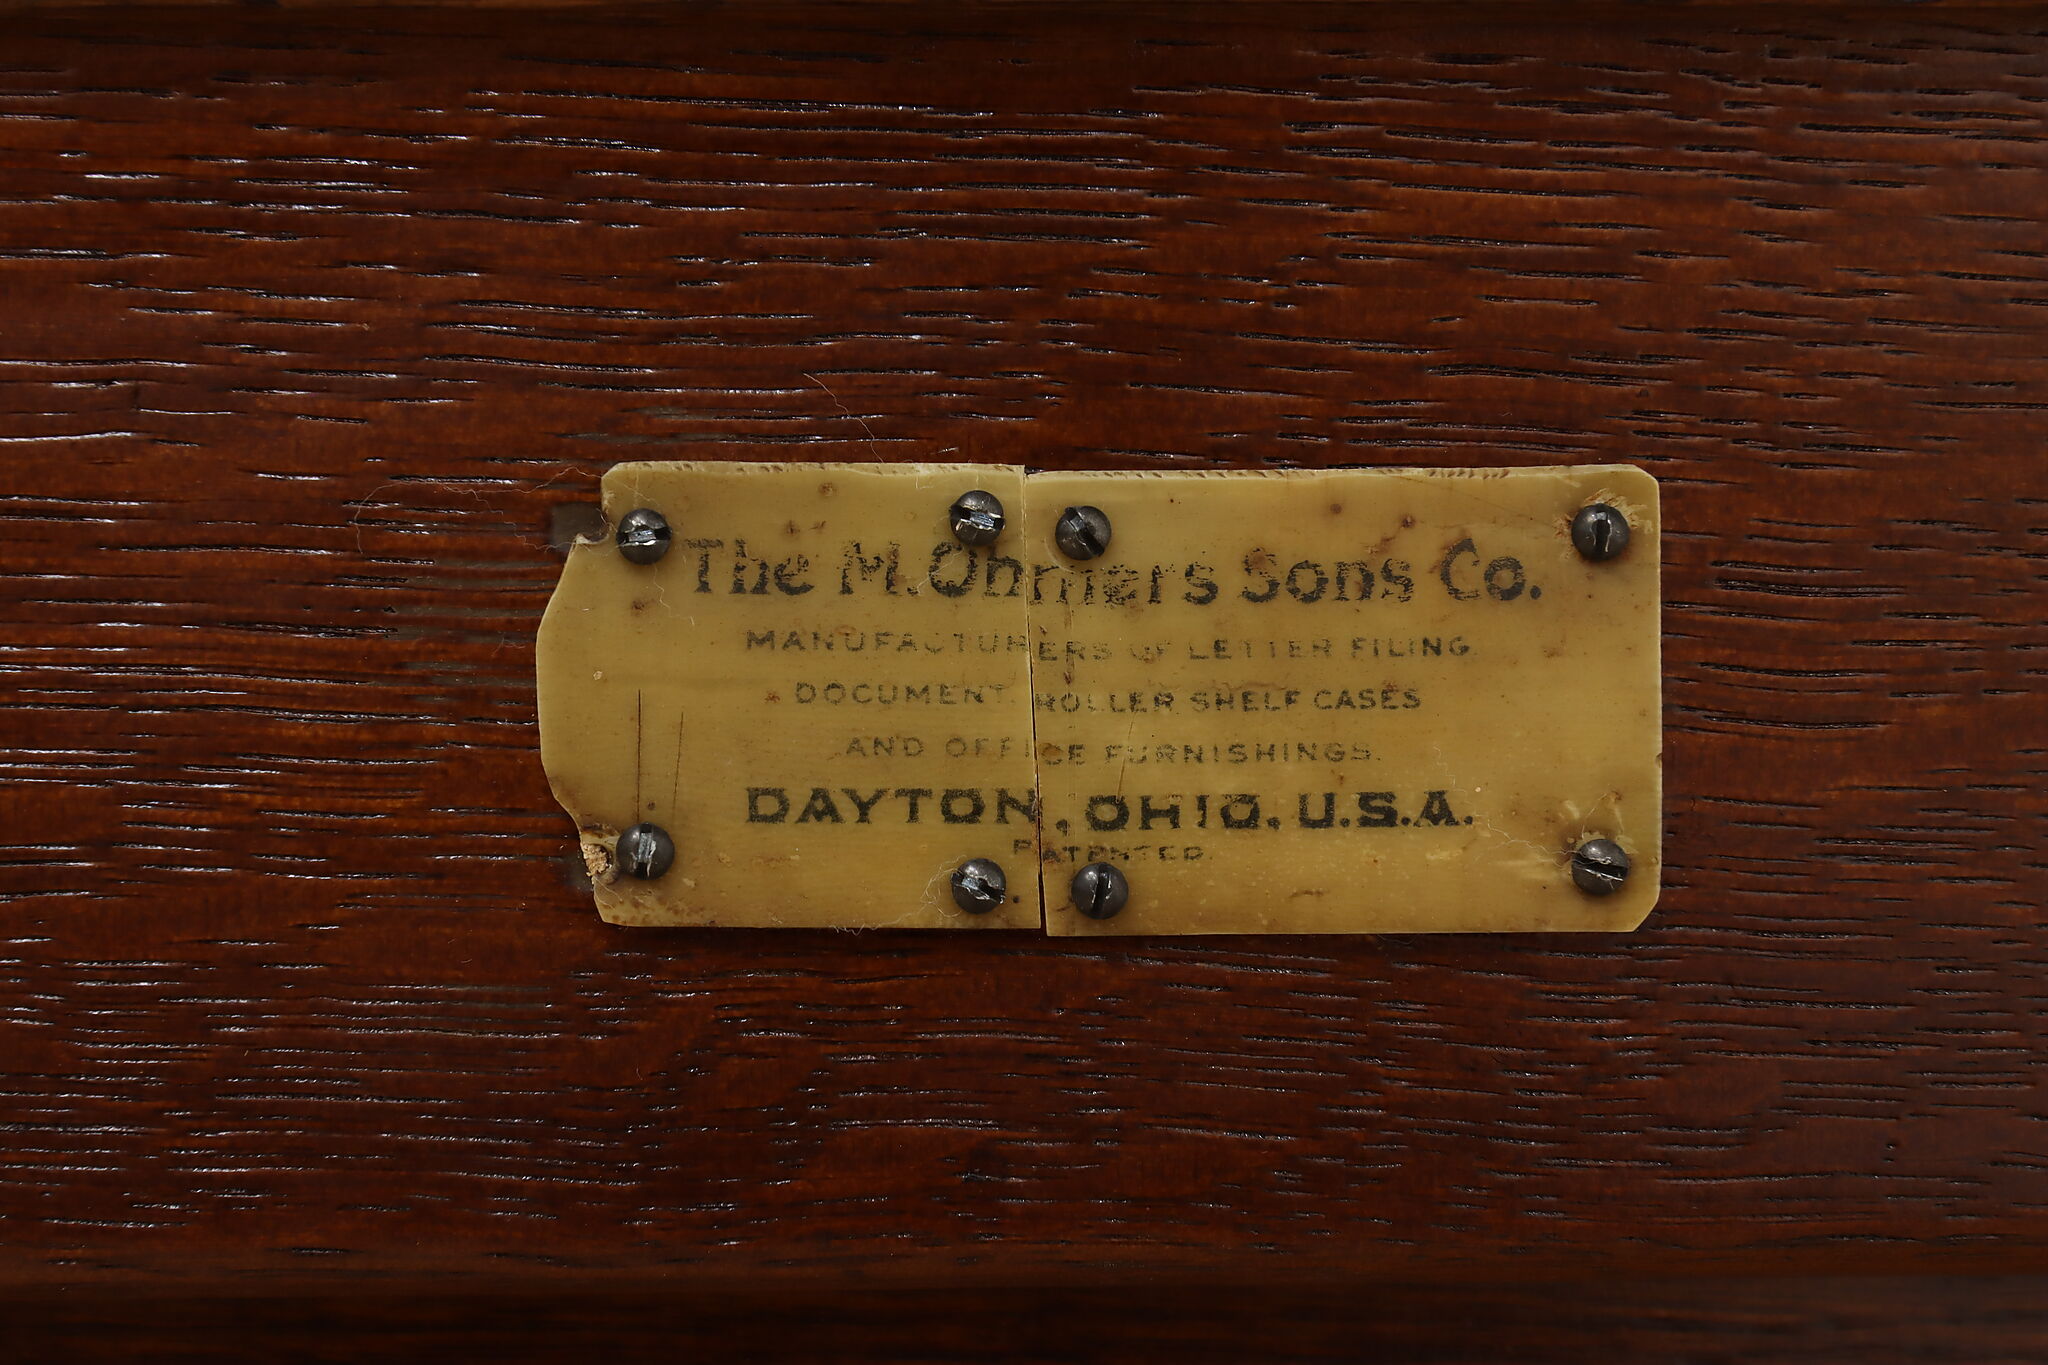 The M. Ohmers Sons Co.
MANUFACTURERS OF LETTER FILING
DOCUMENT. ROLLER SHELF CASES
AND OFFICE FURNISHINGS.
DAYTON, OHIO, U.S.A.
PATENTED.